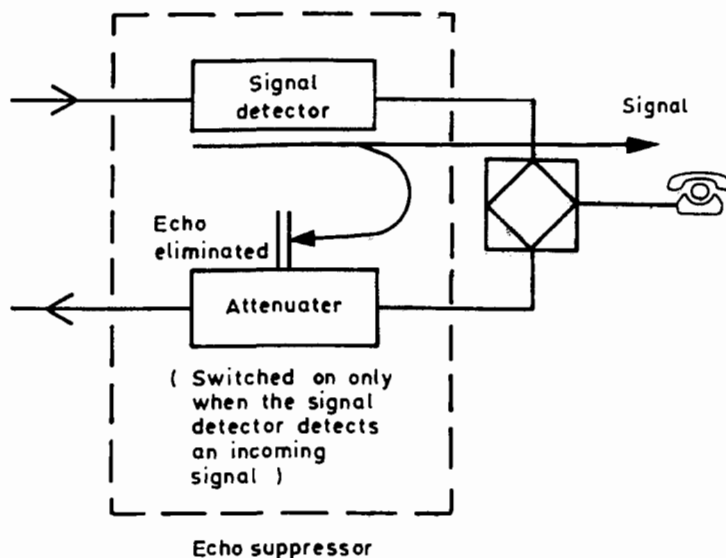 Signal
detector
Signal
Echo
eliminated
Attenuater
( Switched on only
when the signal
detector detects
an incoming
signal )
Echo suppressor